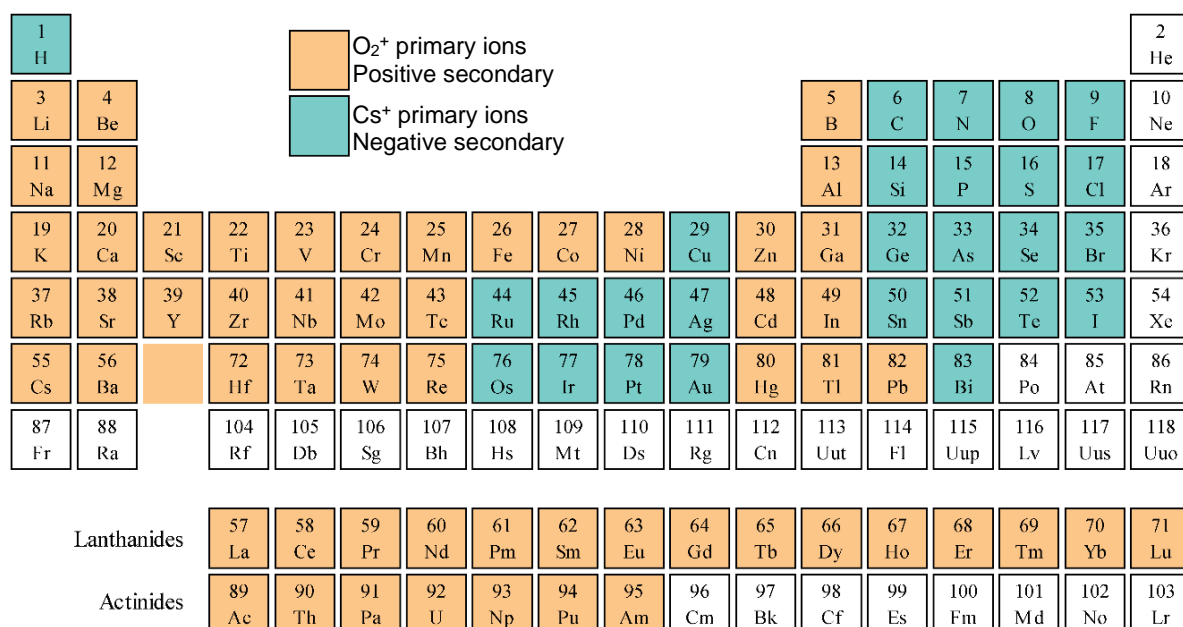 1 2
H He
O₂⁺ primary ions
Positive secondary
Cs⁺ primary ions
Negative secondary
3 4 5 6 7 8 9 10
Li Be B C N O F Ne
11 12 13 14 15 16 17 18
Na Mg Al Si P S Cl Ar
19 20 21 22 23 24 25 26 27 28 29 30 31 32 33 34 35 36
K Ca Sc Ti V Cr Mn Fe Co Ni Cu Zn Ga Ge As Se Br Kr
37 38 39 40 41 42 43 44 45 46 47 48 49 50 51 52 53 54
Rb Sr Y Zr Nb Mo Tc Ru Rh Pd Ag Cd In Sn Sb Te I Xe
55 56 72 73 74 75 76 77 78 79 80 81 82 83 84 85 86
Cs Ba Hf Ta W Re Os Ir Pt Au Hg Tl Pb Bi Po At Rn
87 88 104 105 106 107 108 109 110 111 112 113 114 115 116 117 118
Fr Ra Rf Db Sg Bh Hs Mt Ds Rg Cn Uut Fl Uup Lv Uus Uuo
Lanthanides
57 58 59 60 61 62 63 64 65 66 67 68 69 70 71
La Ce Pr Nd Pm Sm Eu Gd Tb Dy Ho Er Tm Yb Lu
Actinides
89 90 91 92 93 94 95 96 97 98 99 100 101 102 103
Ac Th Pa U Np Pu Am Cm Bk Cf Es Fm Md No Lr